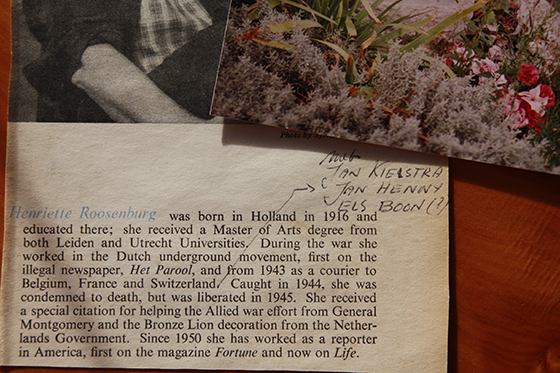 Photo by
met
JAN KIELSTRA
JAN HENNY
ELS BOON (?)
Henriette Roosenburg was born in Holland in 1916 and
educated there; she received a Master of Arts degree from
both Leiden and Utrecht Universities. During the war she
worked in the Dutch underground movement, first on the
illegal newspaper, Het Parool, and from 1943 as a courier to
Belgium, France and Switzerland. Caught in 1944, she was
condemned to death, but was liberated in 1945. She received
a special citation for helping the Allied war effort from General
Montgomery and the Bronze Lion decoration from the Nether-
lands Government. Since 1950 she has worked as a reporter
in America, first on the magazine Fortune and now on Life.